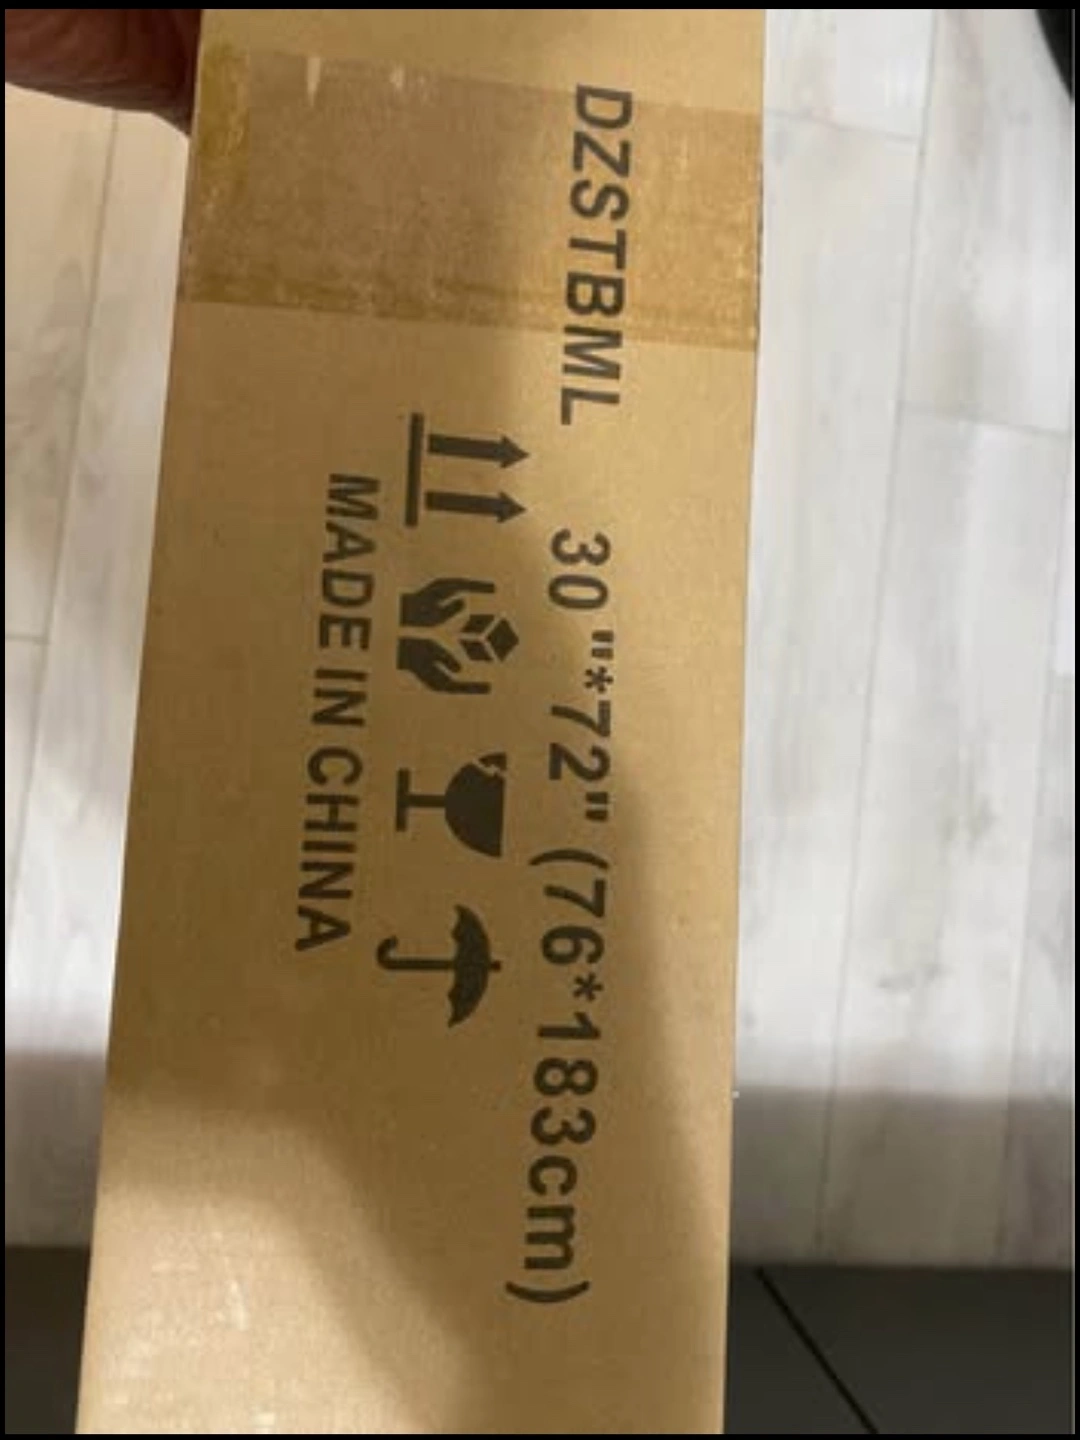 DZSTBML 30"*72" (76*183cm)
MADE IN CHINA